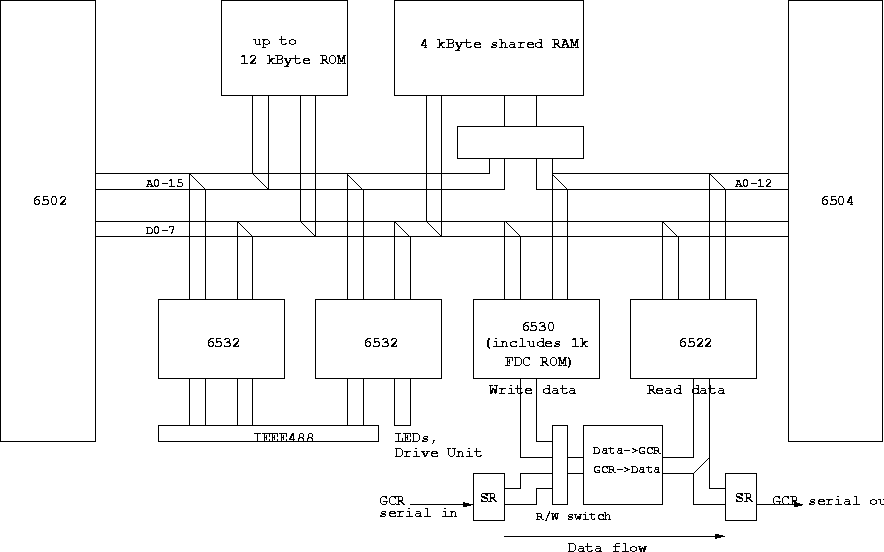 up to
12 kByte ROM
4 kByte shared RAM
6502
A0-15
A0-12
6504
D0-7
6532
6532
6530
(includes 1k
FDC ROM)
6522
Write data
Read data
IEEE488
LEDs,
Drive Unit
Data->GCR
GCR->Data
GCR
serial in
SR
R/W switch
SR
GCR serial ou
Data flow